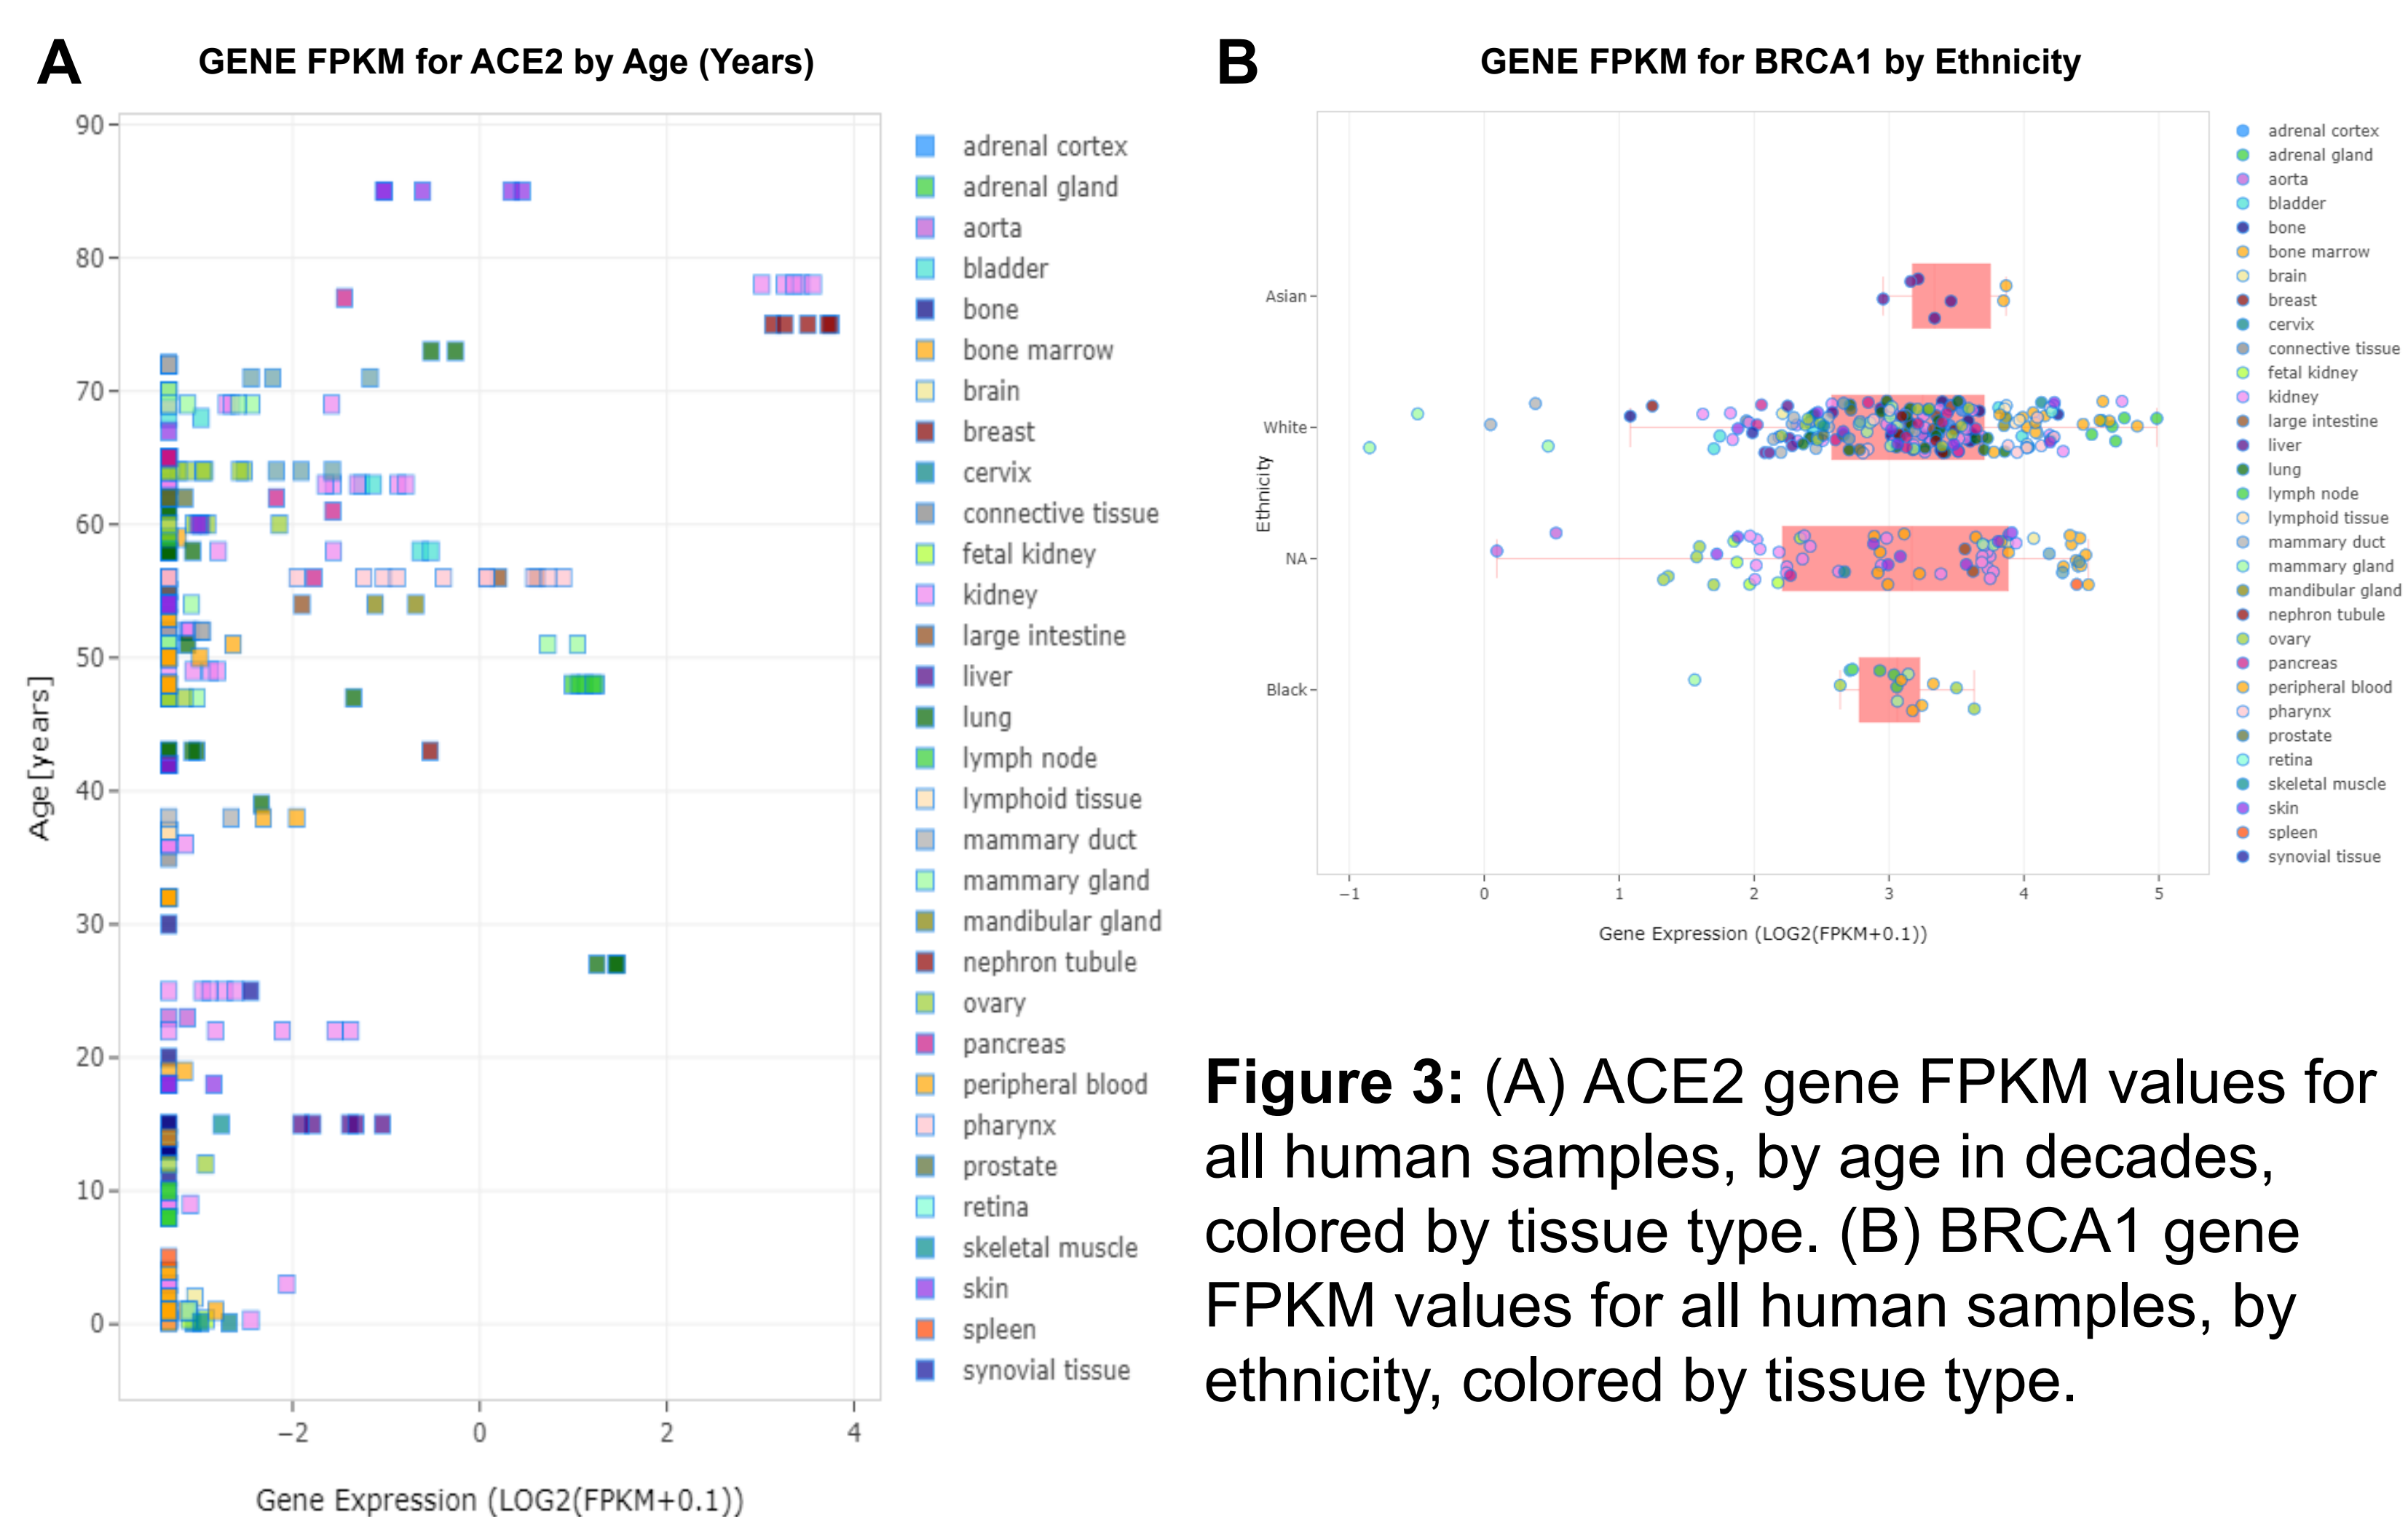 A
GENE FPKM for ACE2 by Age (Years)
90
80
70
60
50
40
30
20
10
0
Age[years]
−2
0
2
4
Gene Expression (LOG2(FPKM+0.1))
adrenal cortex
adrenal gland
aorta
bladder
bone
bone marrow
brain
breast
cervix
connective tissue
fetal kidney
kidney
large intestine
liver
lung
lymph node
lymphoid tissue
mammary duct
mammary gland
mandibular gland
nephron tubule
ovary
pancreas
peripheral blood
pharynx
prostate
retina
skeletal muscle
skin
spleen
synovial tissue
B
GENE FPKM for BRCA1 by Ethnicity
Asian
White
NA
Black
Ethnicity
−1
0
1
2
3
4
5
Gene Expression (LOG2(FPKM+0.1))
adrenal cortex
adrenal gland
aorta
bladder
bone
bone marrow
brain
breast
cervix
connective tissue
fetal kidney
kidney
large intestine
liver
lung
lymph node
lymphoid tissue
mammary duct
mammary gland
mandibular gland
nephron tubule
ovary
pancreas
peripheral blood
pharynx
prostate
retina
skeletal muscle
skin
spleen
synovial tissue
Figure 3: (A) ACE2 gene FPKM values for
all human samples, by age in decades,
colored by tissue type. (B) BRCA1 gene
FPKM values for all human samples, by
ethnicity, colored by tissue type.